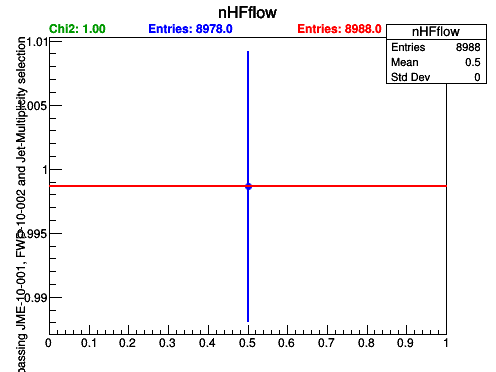 nHFflow
Chi2: 1.00 Entries: 8978.0 Entries: 8988.0
nHFflow
Entries 8988
Mean 0.5
Std Dev 0
passing JME-10-001, FWD-10-002 and Jet-Multiplicity selection
1.01
1.005
1
0.995
0.99
0 0.1 0.2 0.3 0.4 0.5 0.6 0.7 0.8 0.9 1